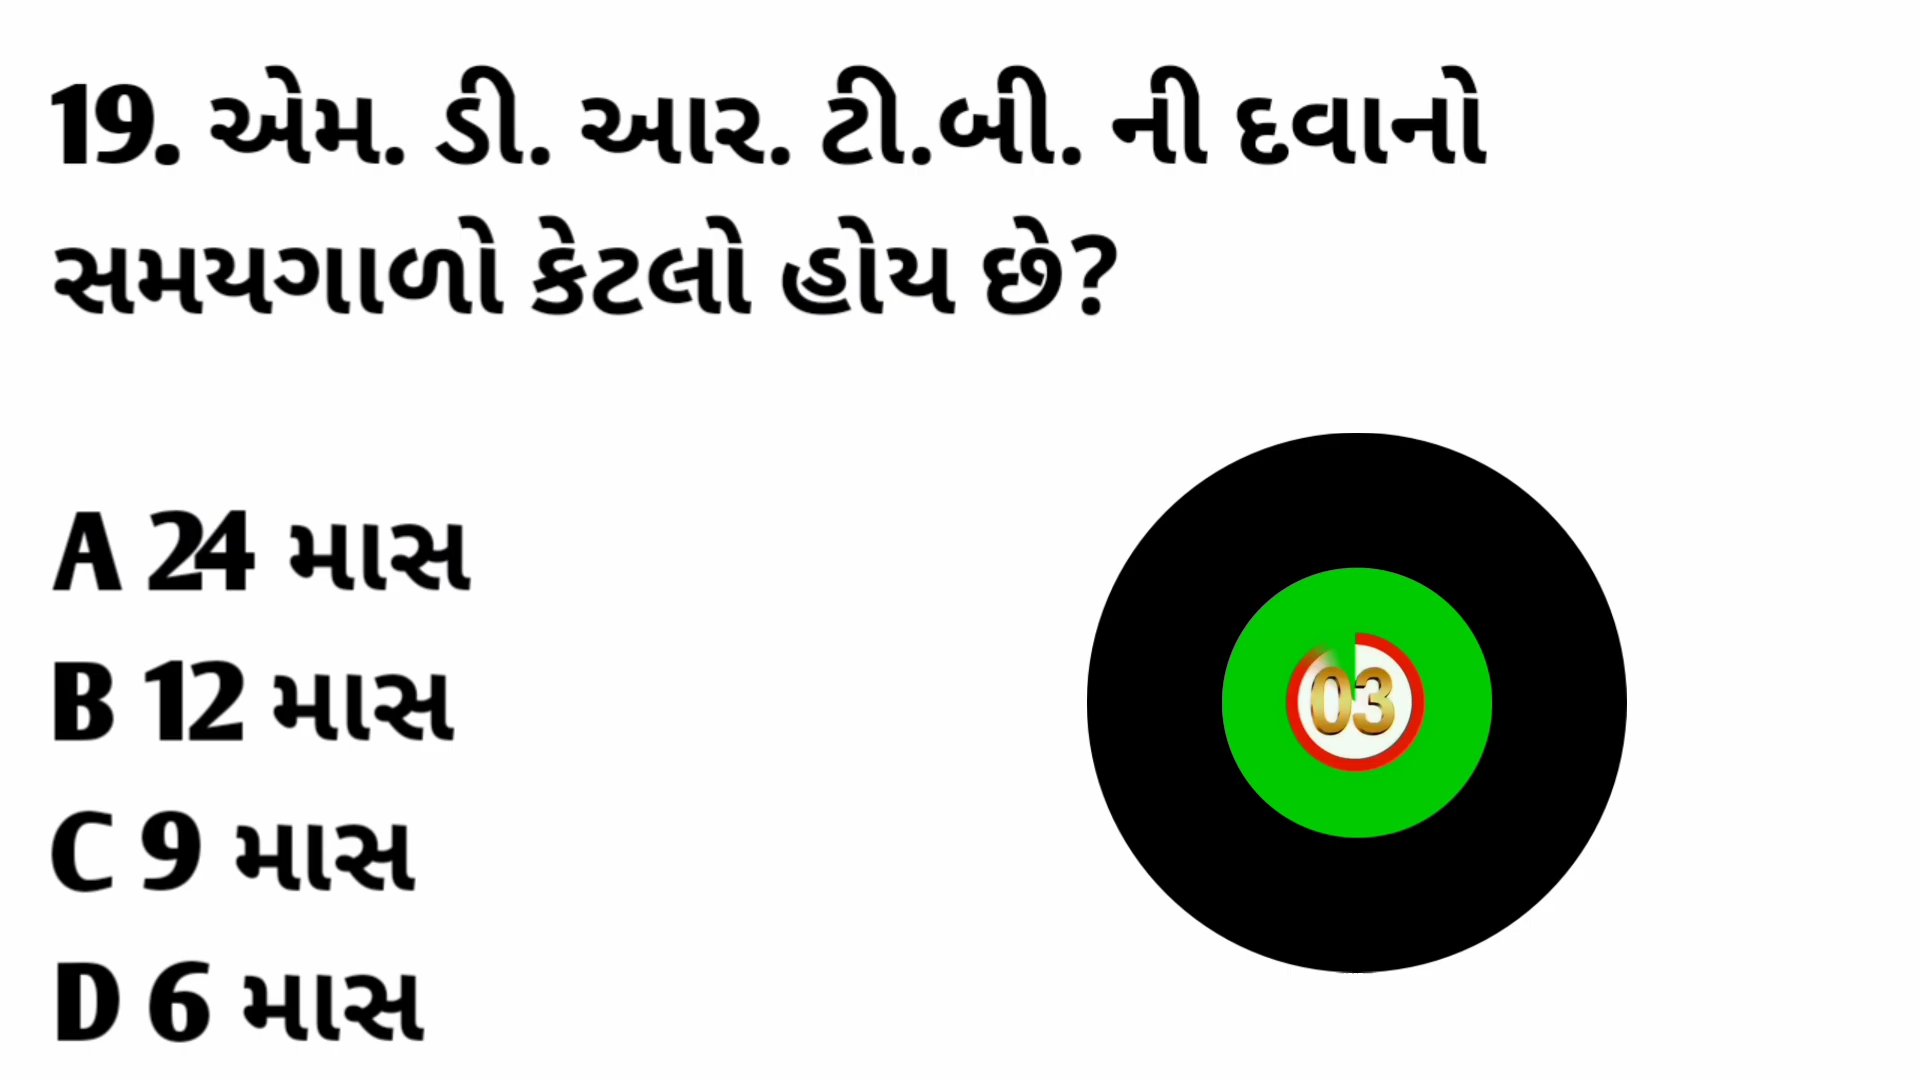 19. એમ. ડી. આર. ટી.બી. ની દવાનો
સમયગાળો કેટલો હોય છે?
A 24 માસ
B 12 માસ
C 9 માસ
D 6 માસ
03